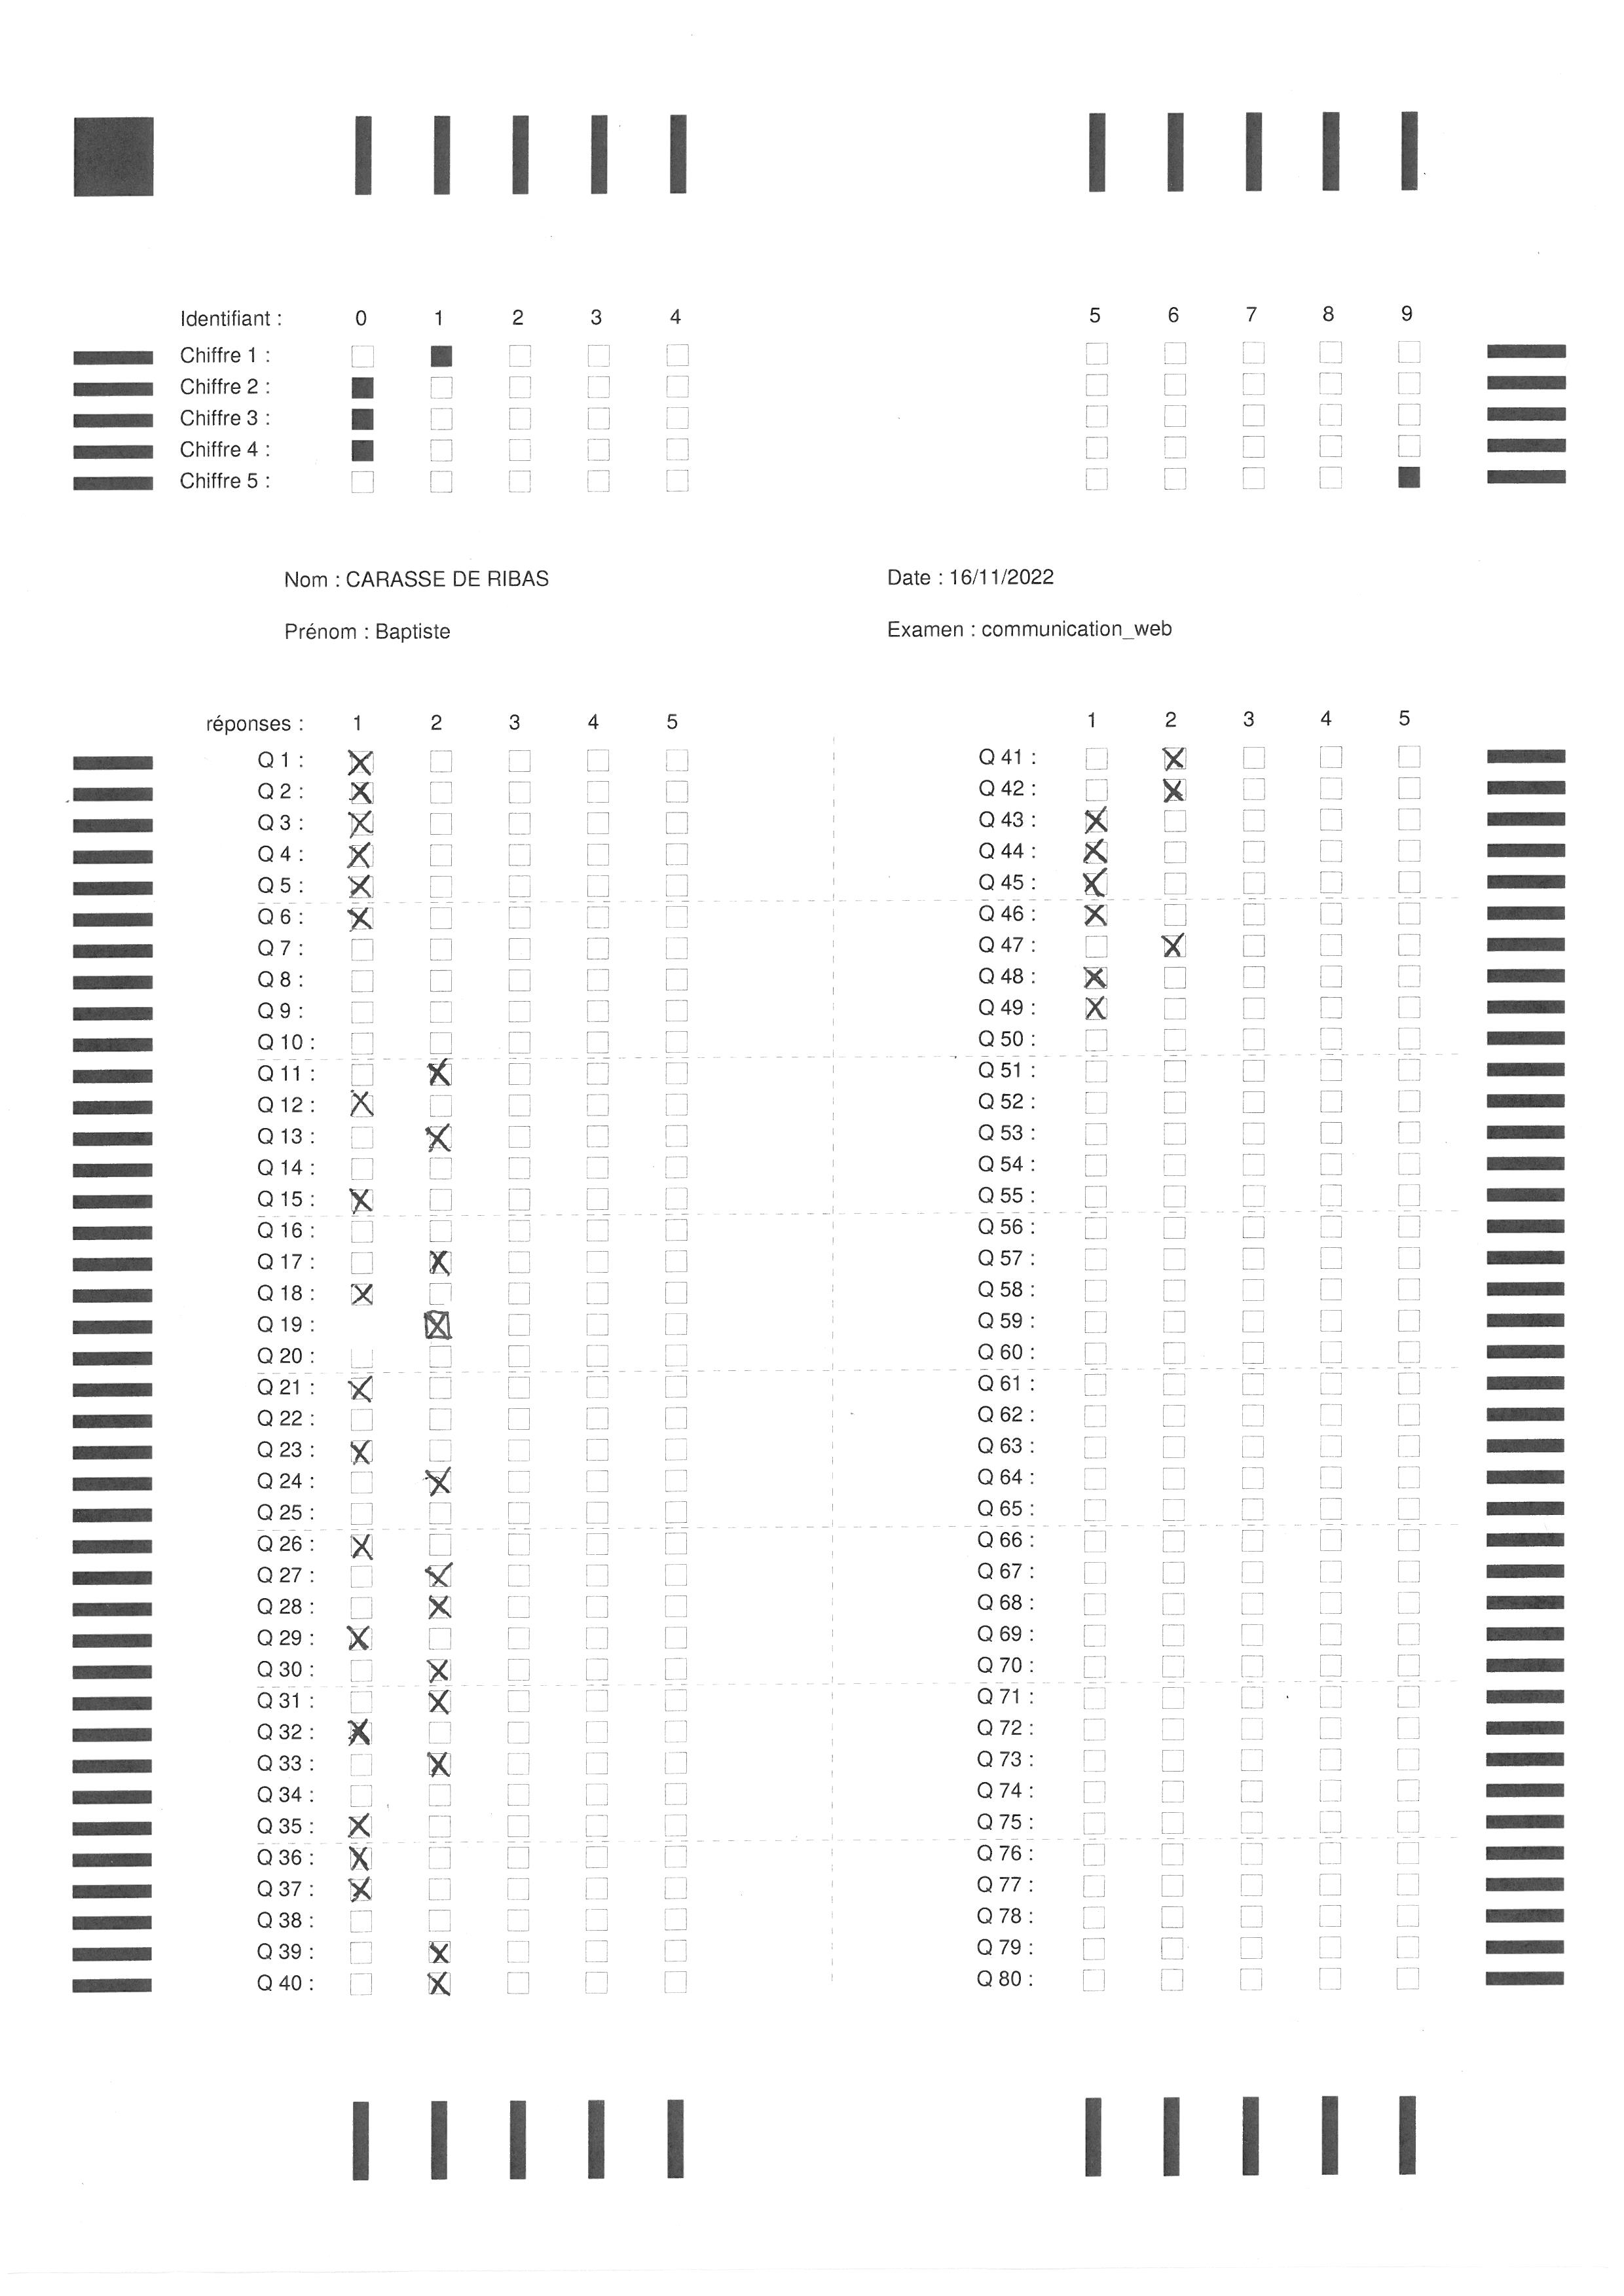 Identifiant : 0 1 2 3 4 5 6 7 8 9
Chiffre 1 :
Chiffre 2 :
Chiffre 3 :
Chiffre 4 :
Chiffre 5 :
Nom : CARASSE DE RIBAS Date : 16/11/2022
Prénom : Baptiste Examen : communication_web
réponses : 1 2 3 4 5 1 2 3 4 5
Q 1 : Q 41 :
Q 2 : Q 42 :
Q 3 : Q 43 :
Q 4 : Q 44 :
Q 5 : Q 45 :
Q 6 : Q 46 :
Q 7 : Q 47 :
Q 8 : Q 48 :
Q 9 : Q 49 :
Q 10 : Q 50 :
Q 11 : Q 51 :
Q 12 : Q 52 :
Q 13 : Q 53 :
Q 14 : Q 54 :
Q 15 : Q 55 :
Q 16 : Q 56 :
Q 17 : Q 57 :
Q 18 : Q 58 :
Q 19 : Q 59 :
Q 20 : Q 60 :
Q 21 : Q 61 :
Q 22 : Q 62 :
Q 23 : Q 63 :
Q 24 : Q 64 :
Q 25 : Q 65 :
Q 26 : Q 66 :
Q 27 : Q 67 :
Q 28 : Q 68 :
Q 29 : Q 69 :
Q 30 : Q 70 :
Q 31 : Q 71 :
Q 32 : Q 72 :
Q 33 : Q 73 :
Q 34 : Q 74 :
Q 35 : Q 75 :
Q 36 : Q 76 :
Q 37 : Q 77 :
Q 38 : Q 78 :
Q 39 : Q 79 :
Q 40 : Q 80 :